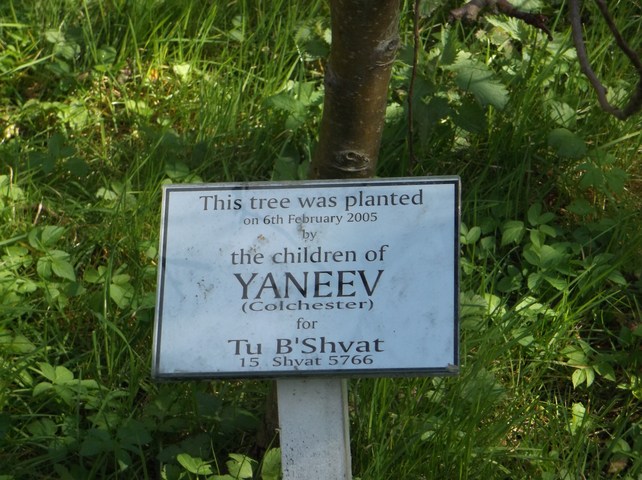 This tree was planted
on 6th February 2005
by
the children of
YANEEV
(Colchester)
for
Tu B'Shvat
15 Shvat 5766